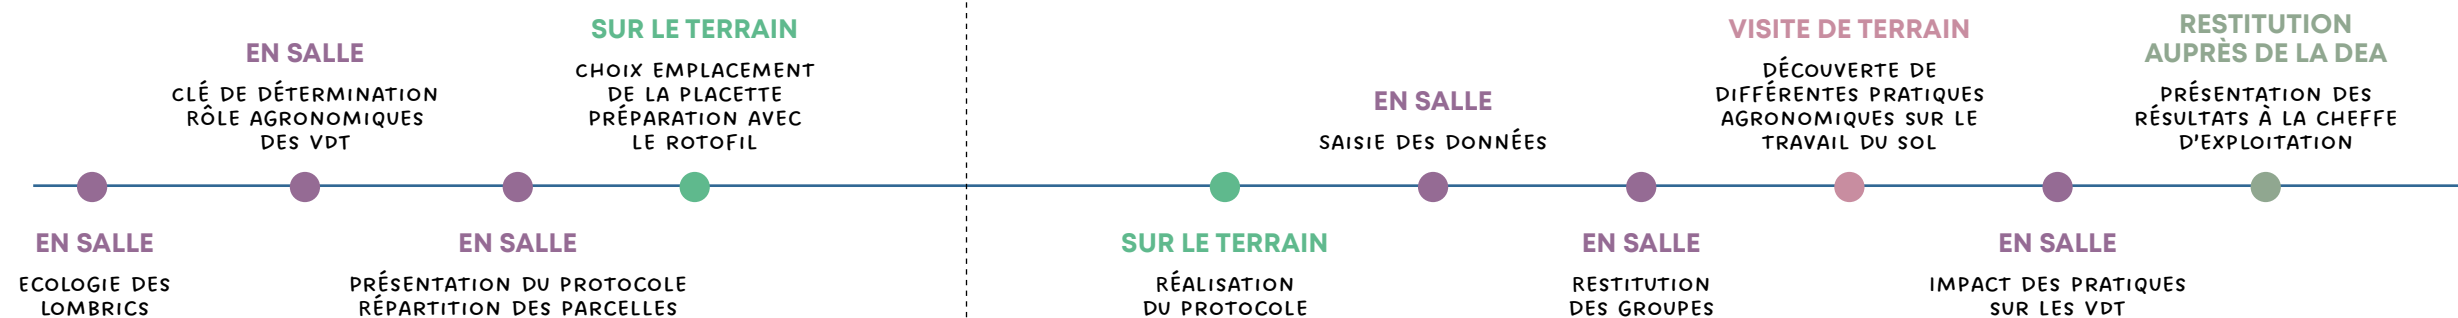 EN SALLE
ECOLOGIE DES
LOMBRICS
EN SALLE
CLÉ DE DÉTERMINATION
RÔLE AGRONOMIQUES
DES VDT
EN SALLE
PRÉSENTATION DU PROTOCOLE
RÉPARTITION DES PARCELLES
SUR LE TERRAIN
CHOIX EMPLACEMENT
DE LA PLACETTE
PRÉPARATION AVEC
LE ROTOFIL
SUR LE TERRAIN
RÉALISATION
DU PROTOCOLE
EN SALLE
SAISIE DES DONNÉES
EN SALLE
RESTITUTION
DES GROUPES
VISITE DE TERRAIN
DÉCOUVERTE DE
DIFFÉRENTES PRATIQUES
AGRONOMIQUES SUR LE
TRAVAIL DU SOL
EN SALLE
IMPACT DES PRATIQUES
SUR LES VDT
RESTITUTION
AUPRÈS DE LA DEA
PRÉSENTATION DES
RÉSULTATS À LA CHEFFE
D'EXPLOITATION